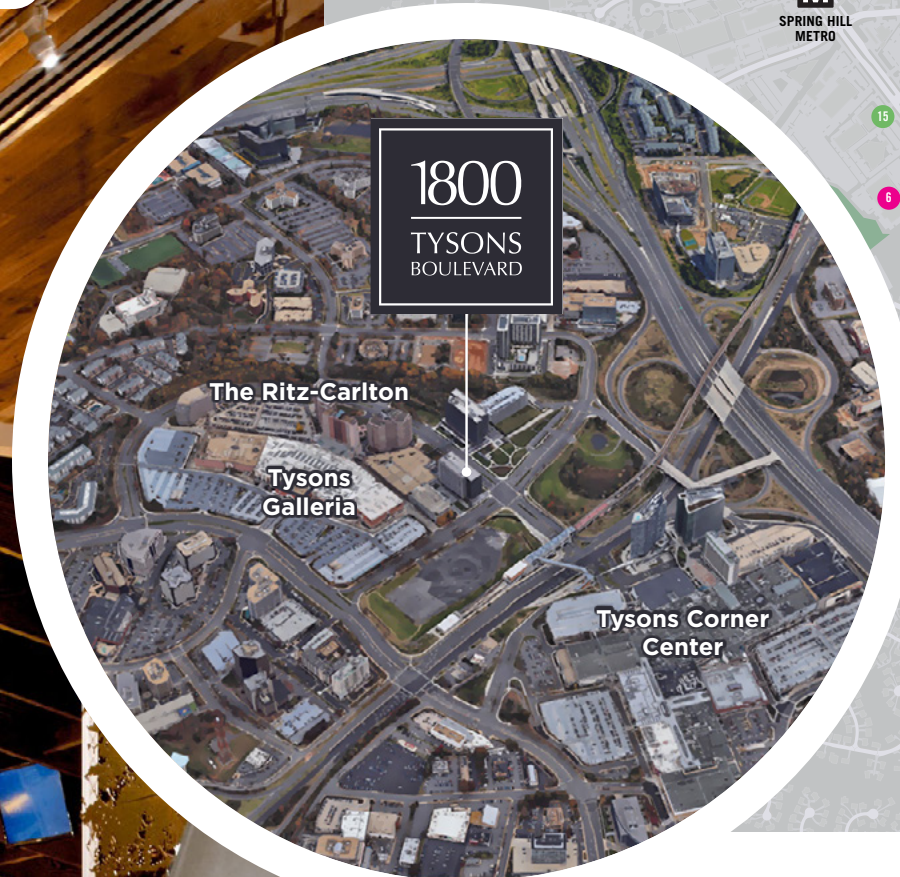 SPRING HILL
METRO
15
6
1800
TYSONS
BOULEVARD
The Ritz-Carlton
Tysons
Galleria
Tysons Corner
Center